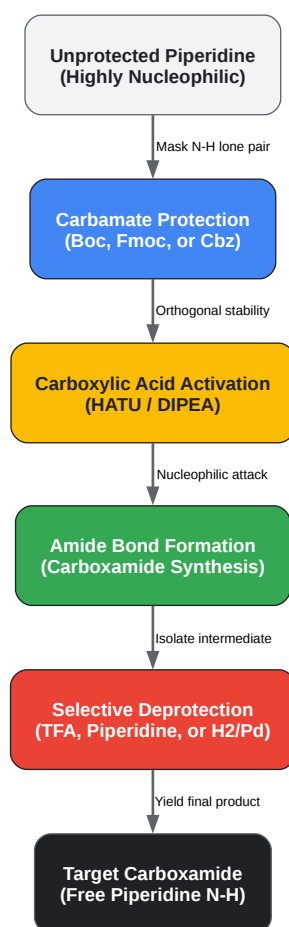 Unprotected Piperidine
(Highly Nucleophilic)
Mask N-H lone pair
Carbamate Protection
(Boc, Fmoc, or Cbz)
Orthogonal stability
Carboxylic Acid Activation
(HATU / DIPEA)
Nucleophilic attack
Amide Bond Formation
(Carboxamide Synthesis)
Isolate intermediate
Selective Deprotection
(TFA, Piperidine, or H2/Pd)
Yield final product
Target Carboxamide
(Free Piperidine N-H)